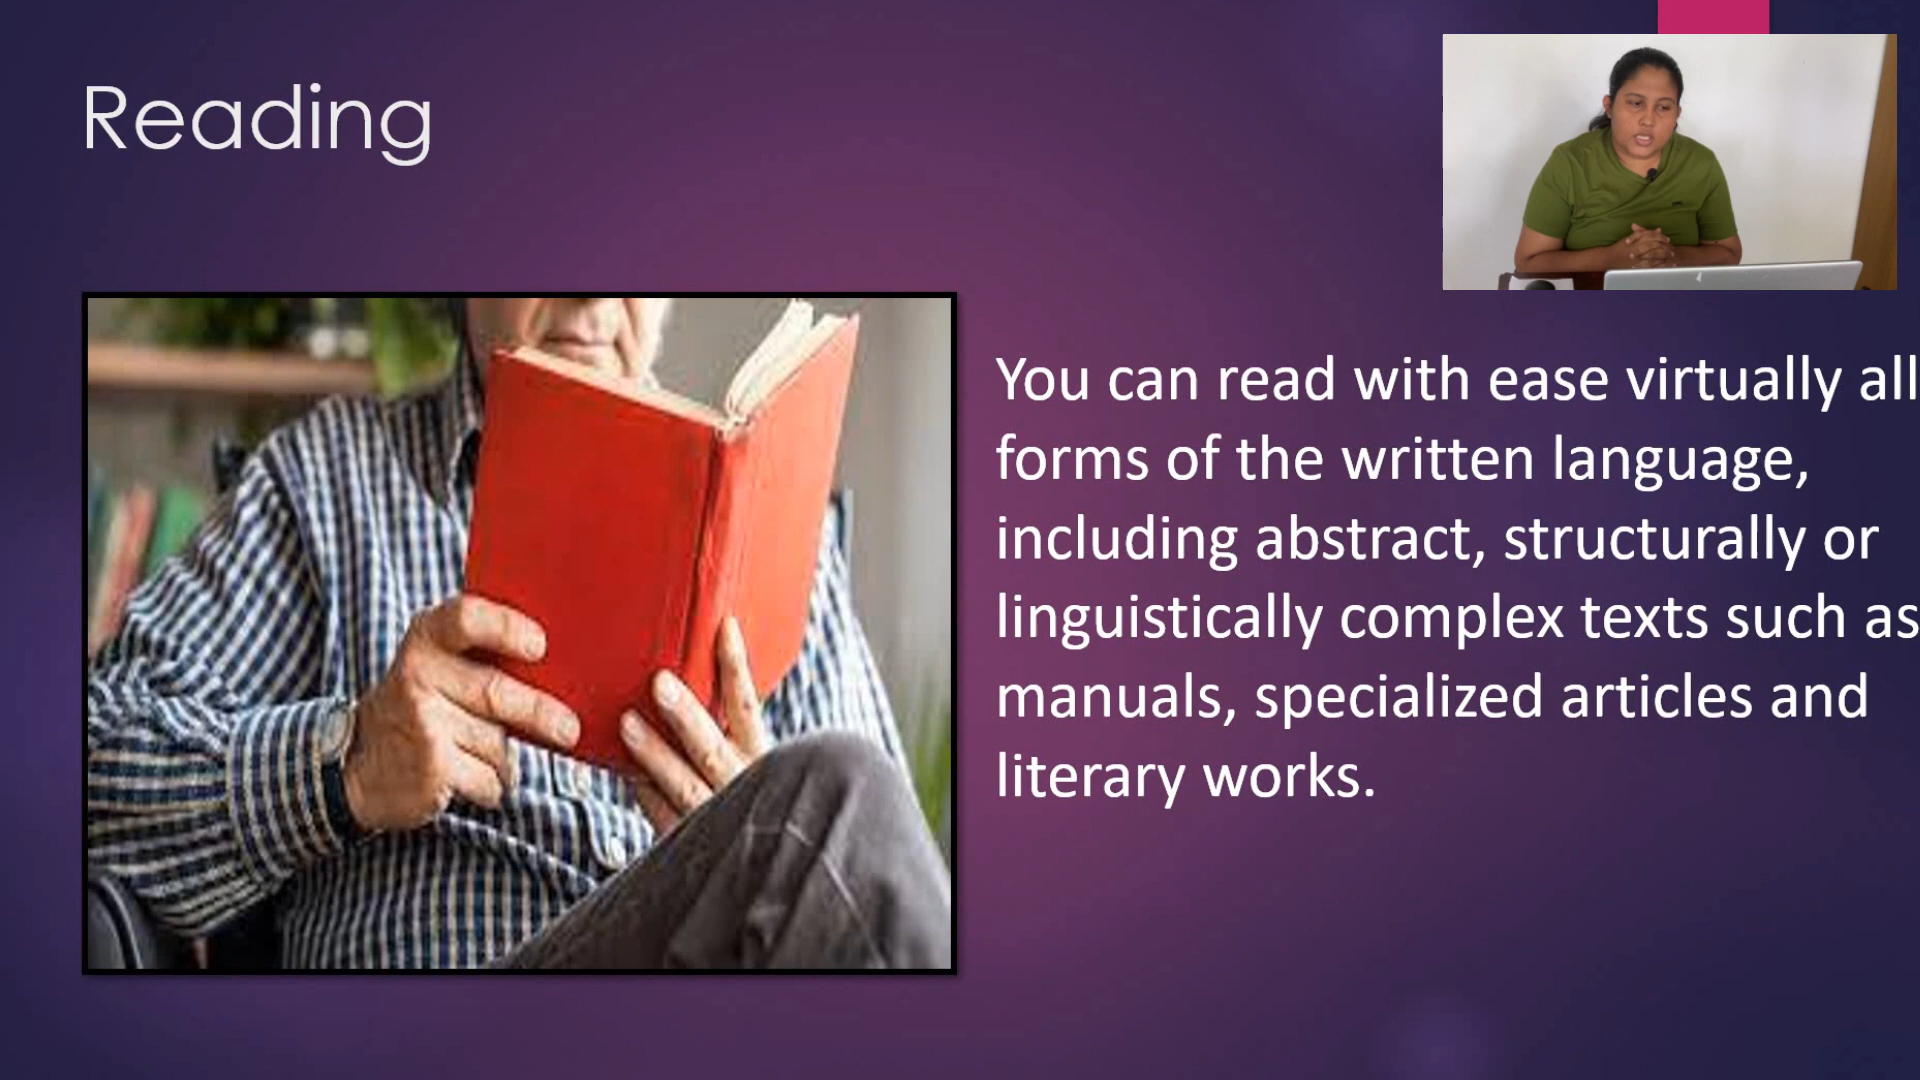 Reading
You can read with ease virtually all
forms of the written language,
including abstract, structurally or
linguistically complex texts such as
manuals, specialized articles and
literary works.